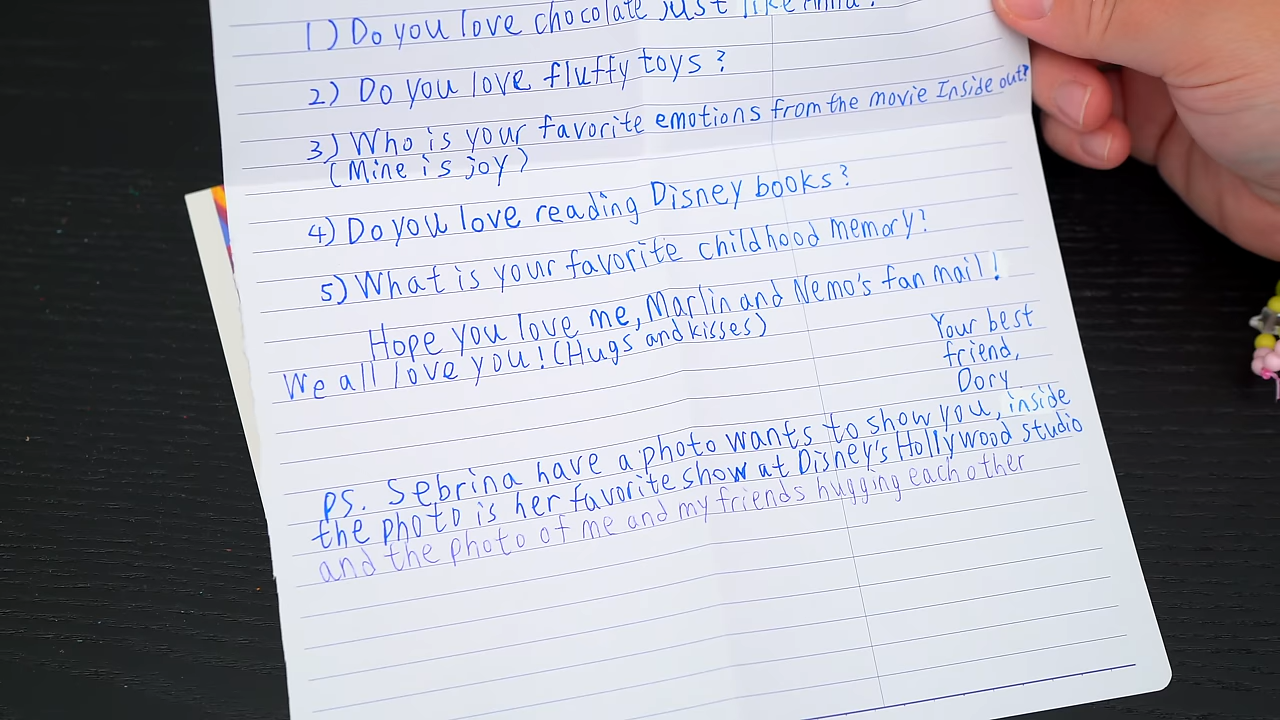 1) Do you love chocolate just like Anna?
2) Do you love fluffy toys?
3) Who is your favorite emotions from the movie Inside out?
(Mine is joy)
4) Do you love reading Disney books?
5) What is your favorite childhood memory?
Hope you love me, Marlin and Nemo's fan mail!
We all love you! (Hugs and kisses)
Your best
friend,
Dory
PS. Sebrina have a photo wants to show you, inside
the photo is her favorite show at Disney's Hollywood studio
and the photo of me and my friends hugging each other